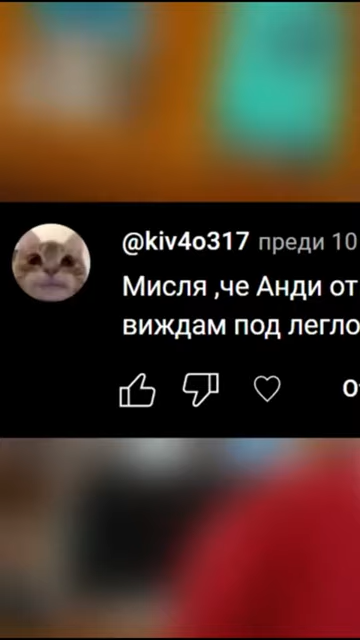 @kiv4o317 преди 10
Мисля ,че Анди от
виждам под легло